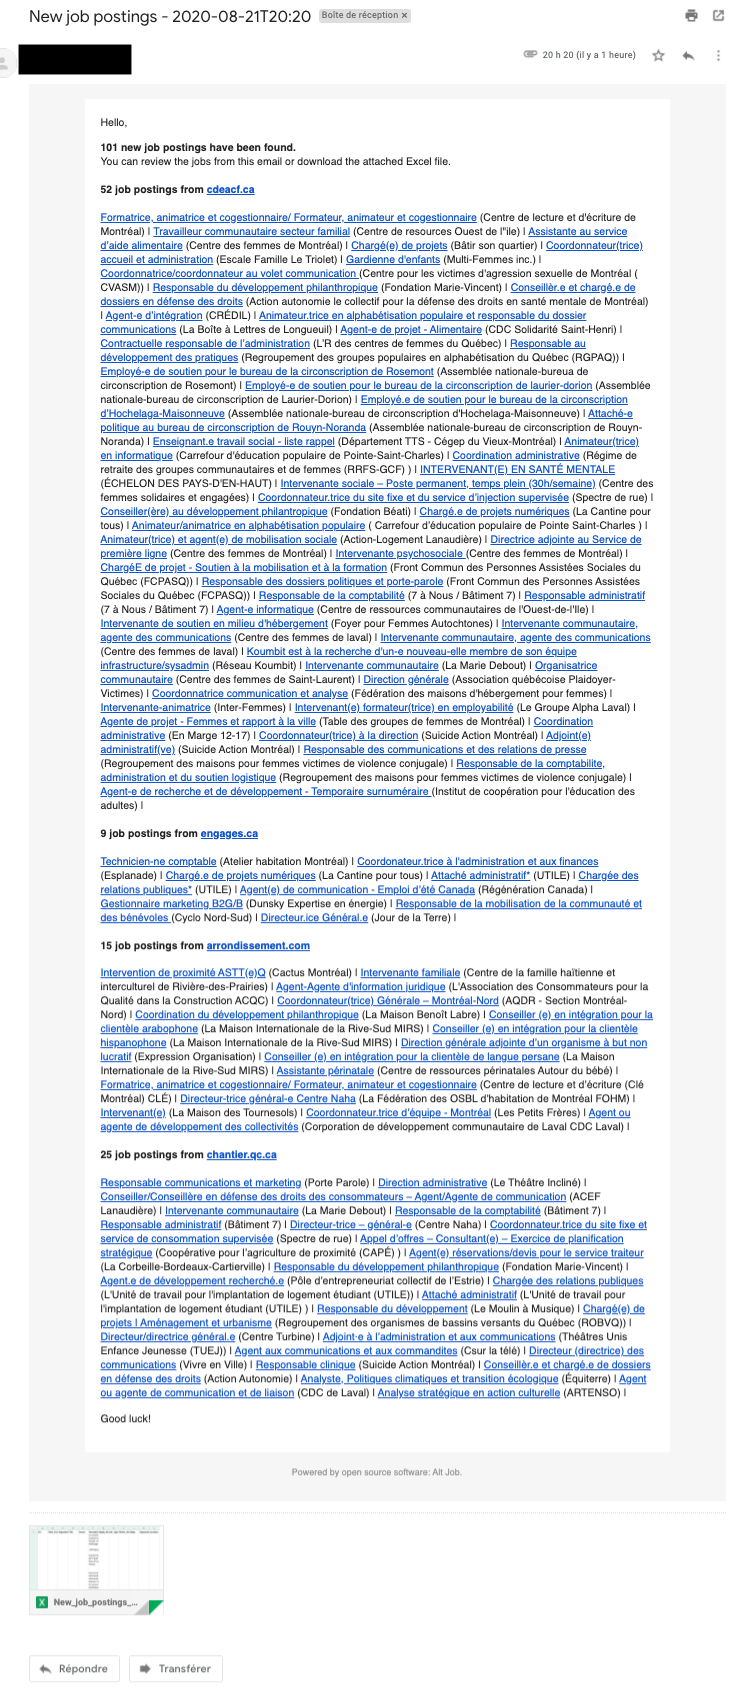 New job postings - 2020-08-21T20:20 Boîte de réception ×
20 h 20 (il y a 1 heure)
Hello,
101 new job postings have been found.
You can review the jobs from this email or download the attached Excel file.
52 job postings from cdeacf.ca
Formatrice, animatrice et cogestionnaire/ Formateur, animateur et cogestionnaire (Centre de lecture et d'écriture de
Montréal) | Travailleur communautaire secteur familial (Centre de resources Ouest de l"ile) | Assistante au service
d'aide alimentaire (Centre des femmes de Montréal) | Chargé(e) de projets (Bâtir son quartier) | Coordonnateur(trice)
accueil et administration (Escale Famille Le Triolet) | Gardienne d'enfants (Multi-Femmes inc.) |
Coordonnatrice/coordonnateur au volet communication (Centre pour les victimes d'agression sexuelle de Montréal (
CVASM)) | Responsable du développement philanthropique (Fondation Marie-Vincent) | Conseillèr.e et chargé.e de
dossiers en défense des droits (Action autonomie le collectif pour la défense des droits en santé mentale de Montréal)
| Agent-e d'intégration (CRÉDIL) | Animateur.trice en alphabétisation populaire et responsable du dossier
communications (La Boîte à Lettres de Longueuil) | Agent-e de projet - Alimentaire (CDC Solidarité Saint-Henri) |
Contractuelle responsable de l'administration (L'R des centres de femmes du Québec) | Responsable au
développement des pratiques (Regroupement des groupes populaires en alphabétisation du Québec (RGPAQ)) |
Employé-e de soutien pour le bureau de la circonscription de Rosemont (Assemblée nationale-bureua de
circonscription de Rosemont) | Employé-e de soutien pour le bureau de la circonscription de laurier-dorion (Assemblée
nationale-bureau de circonscription de Laurier-Dorion) | Employé.e de soutien pour le bureau de la circonscription
d'Hochelaga-Maisonneuve (Assemblée nationale-bureau de circonscription d'Hochelaga-Maisonneuve) | Attaché-e
politique au bureau de circonscription de Rouyn-Noranda (Assemblée nationale-bureau de circonscription de Rouyn-
Noranda) | Enseignant.e travail social - liste rappel (Département TTS - Cégep du Vieux-Montréal) | Animateur(trice)
en informatique (Carrefour d'éducation populaire de Pointe-Saint-Charles) | Coordination administrative (Régime de
retraite des groupes communautaires et de femmes (RRFS-GCF) ) | INTERVENANT(E) EN SANTÉ MENTALE
(ÉCHELON DES PAYS-D'EN-HAUT) | Intervenante sociale – Poste permanent, temps plein (30h/semaine) (Centre des
femmes solidaires et engagées) | Coordonnateur.trice du site fixe et du service d'injection supervisée (Spectre de rue) |
Conseiller(ère) au développement philantropique (Fondation Béati) | Chargé.e de projets numériques (La Cantine pour
tous) | Animateur/animatrice en alphabétisation populaire ( Carrefour d'éducation populaire de Pointe Saint-Charles ) |
Animateur(trice) et agent(e) de mobilisation sociale (Action-Logement Lanaudière) | Directrice adjointe au Service de
première ligne (Centre des femmes de Montréal) | Intervenante psychosociale (Centre des femmes de Montréal) |
ChargéE de projet - Soutien à la mobilisation et à la formation (Front Commun des Personnes Assistées Sociales du
Québec (FCPASQ)) | Responsable des dossiers politiques et porte-parole (Front Commun des Personnes Assistées
Sociales du Québec (FCPASQ)) | Responsable de la comptabilité (7 à Nous / Bâtiment 7) | Responsable administratif
(7 à Nous / Bâtiment 7) | Agent-e informatique (Centre de ressources communautaires de l'Ouest-de-l'Ile) |
Intervenante de soutien en milieu d'hébergement (Foyer pour Femmes Autochtones) | Intervenante communautaire,
agente des communications (Centre des femmes de laval) | Intervenante communautaire, agente des communications
(Centre des femmes de laval) | Koumbit est à la recherche d'un-e nouveau-elle membre de son équipe
infrastructure/sysadmin (Réseau Koumbit) | Intervenante communautaire (La Marie Debout) | Organisatrice
communautaire (Centre des femmes de Saint-Laurent) | Direction générale (Association québécoise Plaidoyer-
Victimes) | Coordonnatrice communication et analyse (Fédération des maisons d'hébergement pour femmes) |
Intervenante-animatrice (Inter-Femmes) | Intervenant(e) formateur(trice) en employabilité (Le Groupe Alpha Laval) |
Agente de projet - Femmes et rapport à la ville (Table des groupes de femmes de Montréal) | Coordination
administrative (En Marge 12-17) | Coordonnateur(trice) à la direction (Suicide Action Montréal) | Adjoint(e)
administratif(ve) (Suicide Action Montréal) | Responsable des communications et des relations de presse
(Regroupement des maisons pour femmes victimes de violence conjugale) | Responsable de la comptabilite,
administration et du soutien logistique (Regroupement des maisons pour femmes victimes de violence conjugale) |
Agent-e de recherche et de développement - Temporaire surnuméraire (Institut de coopération pour l'éducation des
adultes) |
9 job postings from engages.ca
Technicien-ne comptable (Atelier habitation Montréal) | Coordonateur.trice à l'administration et aux finances
(Esplanade) | Chargé.e de projets numériques (La Cantine pour tous) | Attaché administratif* (UTILE) | Chargée des
relations publiques* (UTILE) | Agent(e) de communication - Emploi d'été Canada (Régénération Canada) |
Gestionnaire marketing B2G/B (Dunsky Expertise en énergie) | Responsable de la mobilisation de la communauté et
des bénévoles (Cyclo Nord-Sud) | Directeur.ice Général.e (Jour de la Terre) |
15 job postings from arrondissement.com
Intervention de proximité ASTT(e)Q (Cactus Montréal) | Intervenante familiale (Centre de la famille haïtienne et
interculturel de Rivière-des-Prairies) | Agent-Agente d'information juridique (L'Association des Consommateurs pour la
Qualité dans la Construction ACQC) | Coordonnateur(trice) Générale – Montréal-Nord (AQDR - Section Montréal-
Nord) | Coordination du développement philanthropique (La Maison Benoît Labre) | Conseiller (e) en intégration pour la
clientèle arabophone (La Maison Internationale de la Rive-Sud MIRS) | Conseiller (e) en intégration pour la clientèle
hispanophone (La Maison Internationale de la Rive-Sud MIRS) | Direction générale adjointe d'un organisme à but non
lucratif (Expression Organisation) | Conseiller (e) en intégration pour la clientèle de langue persane (La Maison
Internationale de la Rive-Sud MIRS) | Assistante périnatale (Centre de ressources périnatales Autour du bébé) |
Formatrice, animatrice et cogestionnaire/ Formateur, animateur et cogestionnaire (Centre de lecture et d'écriture (Clé
Montréal) CLÉ) | Directeur-trice général-e Centre Naha (La Fédération des OSBL d'habitation de Montréal FOHM) |
Intervenant(e) (La Maison des Tournesols) | Coordonnateur.trice d'équipe - Montréal (Les Petits Frères) | Agent ou
agente de développement des collectivités (Corporation de développement communautaire de Laval CDC Laval) |
25 job postings from chantier.qc.ca
Responsable communications et marketing (Porte Parole) | Direction administrative (Le Théâtre Incliné) |
Conseiller/Conseillère en défense des droits des consommateurs – Agent/Agente de communication (ACEF
Lanaudière) | Intervenante communautaire (La Marie Debout) | Responsable de la comptabilité (Bâtiment 7) |
Responsable administratif (Bâtiment 7) | Directeur-trice – général-e (Centre Naha) | Coordonnateur.trice du site fixe et
service de consommation supervisée (Spectre de rue) | Appel d'offres – Consultant(e) – Exercice de planification
stratégique (Coopérative pour l'agriculture de proximité (CAPÉ) ) | Agent(e) réservations/devis pour le service traiteur
(La Corbeille-Bordeaux-Cartierville) | Responsable du développement philanthropique (Fondation Marie-Vincent) |
Agent.e de développement recherché.e (Pôle d'entrepreneuriat collectif de l'Estrie) | Chargée des relations publiques
(L'Unité de travail pour l'implantation de logement étudiant (UTILE)) | Attaché administratif (L'Unité de travail pour
l'implantation de logement étudiant (UTILE) ) | Responsable du développement (Le Moulin à Musique) | Chargé(e) de
projets | Aménagement et urbanisme (Regroupement des organismes de bassins versants du Québec (ROBVQ)) |
Directeur/directrice général.e (Centre Turbine) | Adjoint·e à l'administration et aux communications (Théâtres Unis
Enfance Jeunesse (TUEJ)) | Agent aux communications et aux commandites (Csur la télé) | Directeur (directrice) des
communications (Vivre en Ville) | Responsable clinique (Suicide Action Montréal) | Conseillèr.e et chargé.e de dossiers
en défense des droits (Action Autonomie) | Analyste, Politiques climatiques et transition écologique (Équiterre) | Agent
ou agente de communication et de liaison (CDC de Laval) | Analyse stratégique en action culturelle (ARTENSO) |
Good luck!
Powered by open source software: Alt Job.
New_job_postings_...
Répondre
Transférer